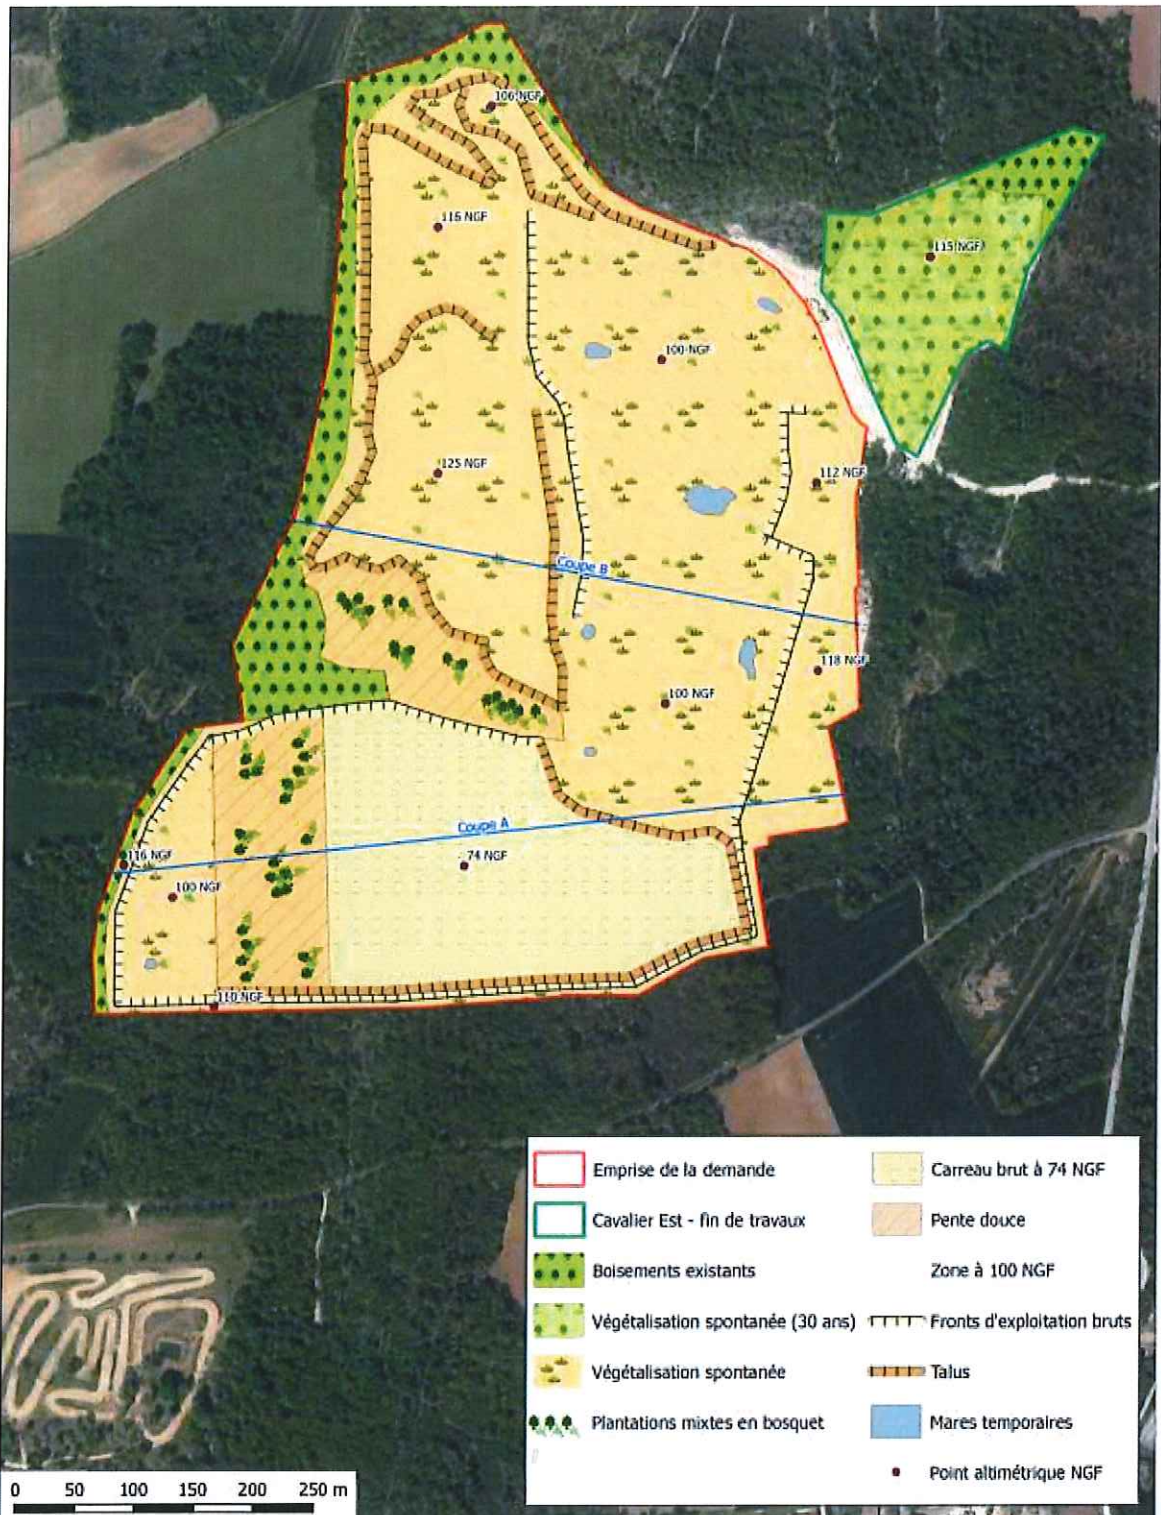 106 NGF
116 NGF
115 NGF
100 NGF
125 NGF
112 NGF
Coupe B
118 NGF
100 NGF
Coupe A
116 NGF
74 NGF
100 NGF
110 NGF
Emprise de la demande
Cavalier Est - fin de travaux
Boisements existants
Végétalisation spontanée (30 ans)
Végétalisation spontanée
Plantations mixtes en bosquet
Carreau brut à 74 NGF
Pente douce
Zone à 100 NGF
Fronts d'exploitation bruts
Talus
Mares temporaires
Point altimétrique NGF
0 50 100 150 200 250 m